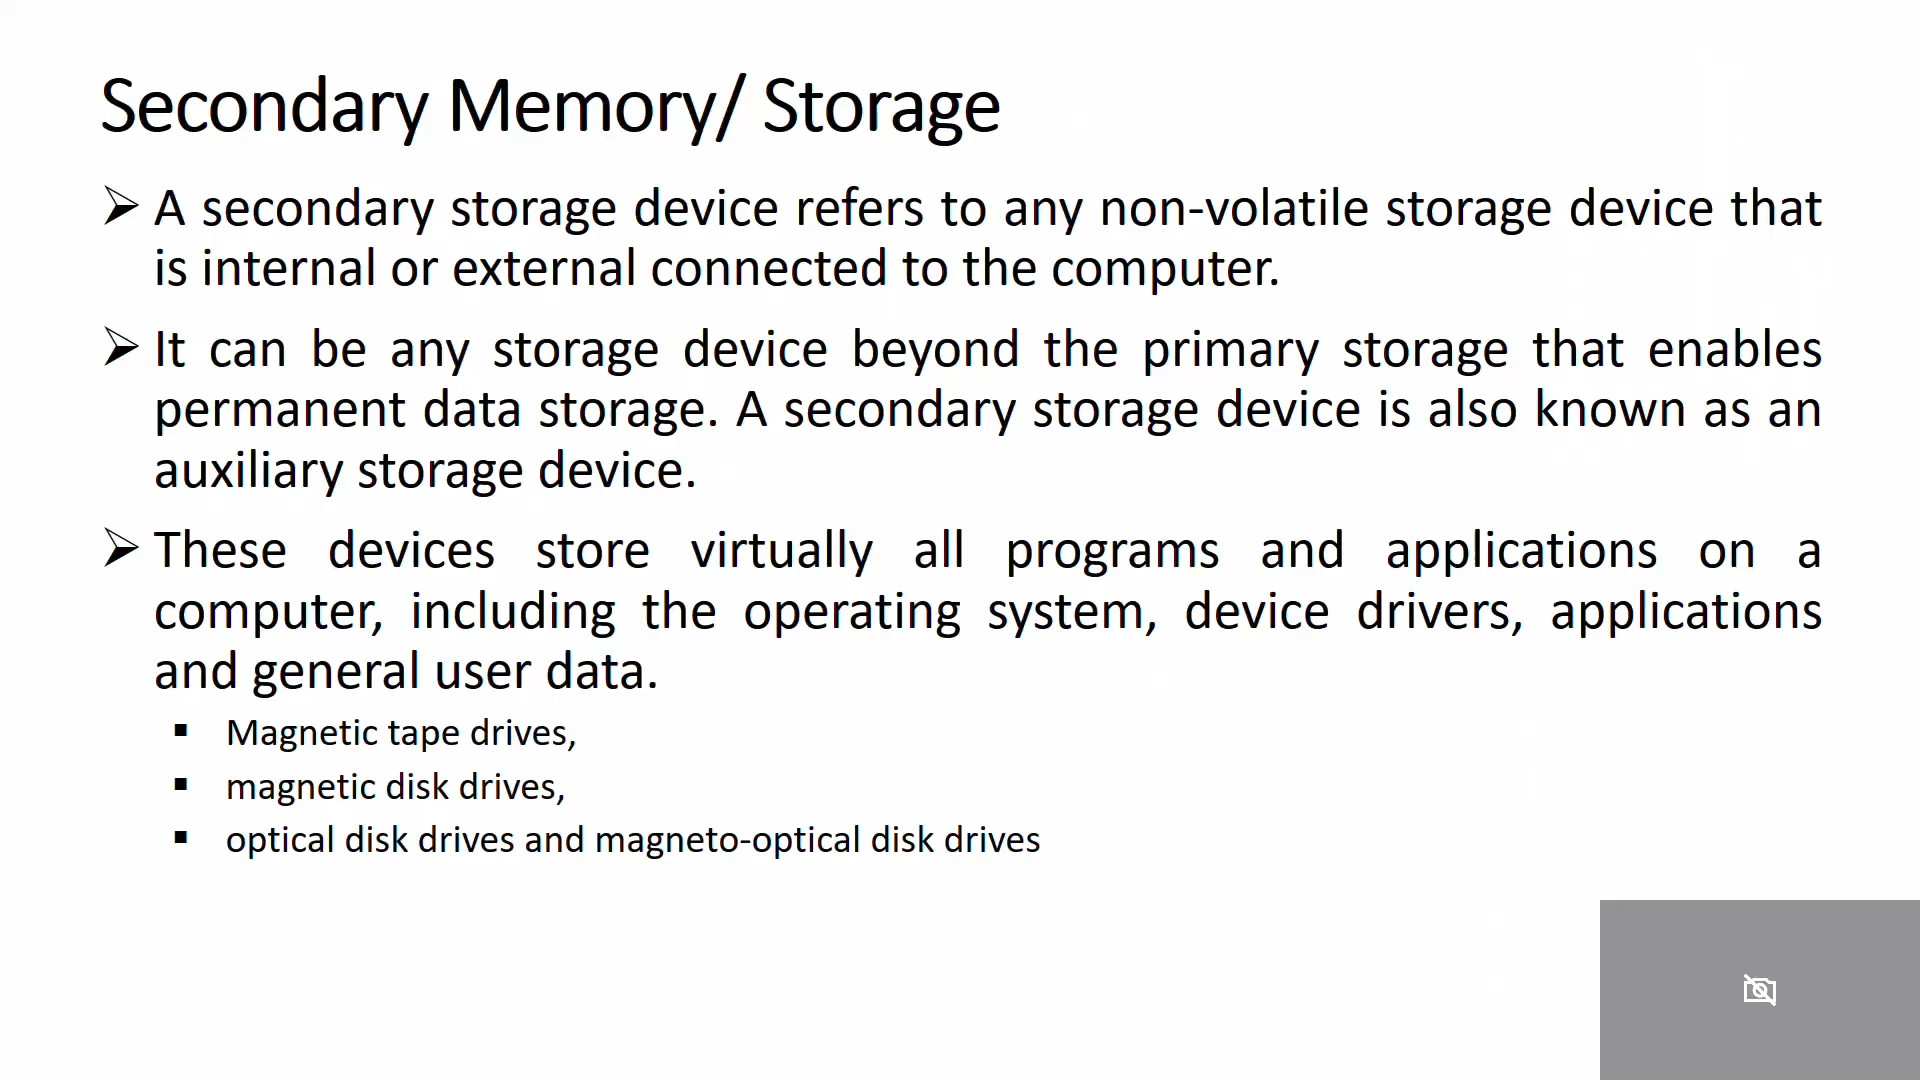 Secondary Memory/ Storage
A secondary storage device refers to any non-volatile storage device that
is internal or external connected to the computer.
It can be any storage device beyond the primary storage that enables
permanent data storage. A secondary storage device is also known as an
auxiliary storage device.
These devices store virtually all programs and applications on a
computer, including the operating system, device drivers, applications
and general user data.
Magnetic tape drives,
magnetic disk drives,
optical disk drives and magneto-optical disk drives